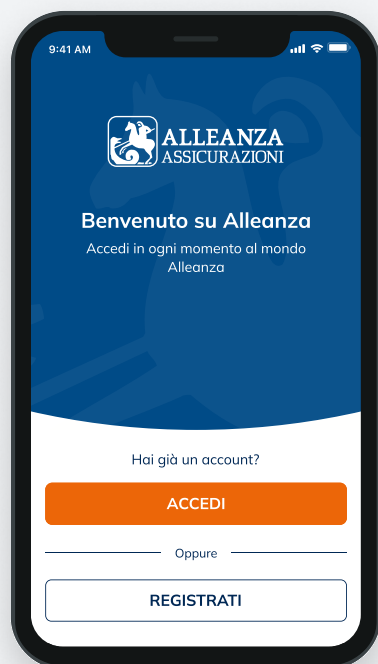 9:41 AM
ALLEANZA
ASSICURAZIONI
Benvenuto su Alleanza
Accedi in ogni momento al mondo
Alleanza
Hai già un account?
ACCEDI
Oppure
REGISTRATI